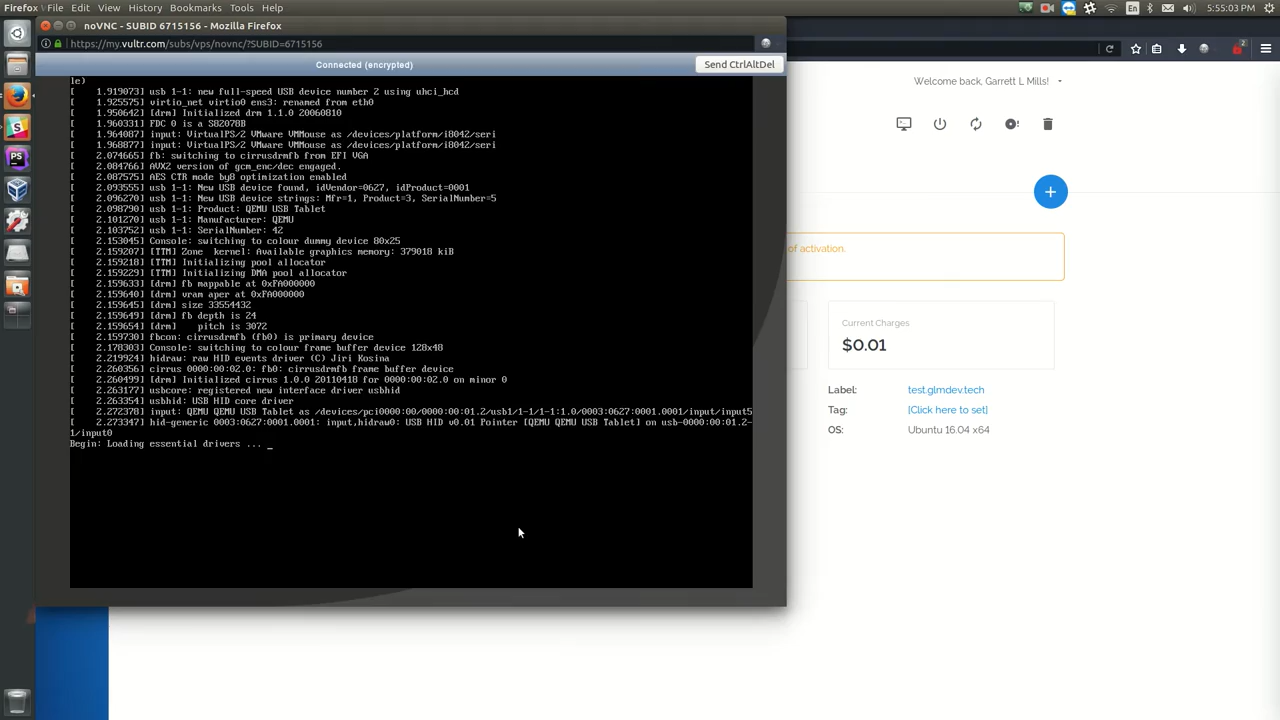 Firefox File Edit View History Bookmarks Tools Help
En
5:55:03 PM
noVNC - SUBID 6715156 - Mozilla Firefox
https://my.vultr.com/subs/vps/novnc/?SUBID=6715156
2
Connected (encrypted)
Send CtrlAltDel
Welcome back, Garrett L Mills!
le)
[    1.919073] usb 1-1: new full-speed USB device number 2 using uhci_hcd
[    1.925575] virtio_net virtio0 ens3: renamed from eth0
[    1.950642] [drm] Initialized drm 1.1.0 20060810
[    1.960331] FDC 0 is a S82078B
[    1.964087] input: VirtualPS/2 VMware VMMouse as /devices/platform/i8042/seri
[    1.968877] input: VirtualPS/2 VMware VMMouse as /devices/platform/i8042/seri
[    2.074665] fb: switching to cirrusdrmfb from EFI VGA
[    2.084766] AVX2 version of gcm_enc/dec engaged.
[    2.087575] AES CTR mode by8 optimization enabled
[    2.093555] usb 1-1: New USB device found, idVendor=0627, idProduct=0001
[    2.096270] usb 1-1: New USB device strings: Mfr=1, Product=3, SerialNumber=5
[    2.098790] usb 1-1: Product: QEMU USB Tablet
[    2.101270] usb 1-1: Manufacturer: QEMU
[    2.103752] usb 1-1: SerialNumber: 42
[    2.153045] Console: switching to colour dummy device 80x25
[    2.159207] [TTM] Zone  kernel: Available graphics memory: 379018 kiB
[    2.159218] [TTM] Initializing pool allocator
[    2.159229] [TTM] Initializing DMA pool allocator
[    2.159633] [drm] fb mappable at 0xFA000000
[    2.159640] [drm] vram aper at 0xFA000000
[    2.159645] [drm] size 33554432
[    2.159649] [drm] fb depth is 24
[    2.159654] [drm]    pitch is 3072
[    2.159730] fbcon: cirrusdrmfb (fb0) is primary device
[    2.178303] Console: switching to colour frame buffer device 128x48
[    2.219924] hidraw: raw HID events driver (C) Jiri Kosina
[    2.260356] cirrus 0000:00:02.0: fb0: cirrusdrmfb frame buffer device
[    2.260499] [drm] Initialized cirrus 1.0.0 20110418 for 0000:00:02.0 on minor 0
[    2.263177] usbcore: registered new interface driver usbhid
[    2.263354] usbhid: USB HID core driver
[    2.272378] input: QEMU QEMU USB Tablet as /devices/pci0000:00/0000:00:01.2/usb1/1-1/1-1:1.0/0003:0627:0001.0001/input/input5
[    2.273347] hid-generic 0003:0627:0001.0001: input,hidraw0: USB HID v0.01 Pointer [QEMU QEMU USB Tablet] on usb-0000:00:01.2-
1/input0
Begin: Loading essential drivers ... _
of activation.
Current Charges
$0.01
Label: test.glmdev.tech
Tag: [Click here to set]
OS: Ubuntu 16.04 x64
PS